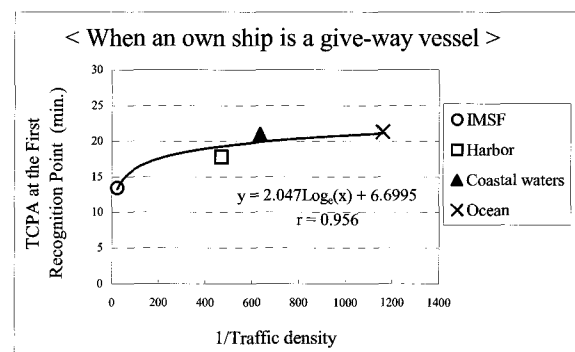 < When an own ship is a give-way vessel >
TCPA at the First
Recognition Point (min.)
30
25
20
15
10
5
0
y = 2.047Logₑ(x) + 6.6995
r = 0.956
0 200 400 600 800 1000 1200 1400
1/Traffic density
IMSF
Harbor
Coastal waters
Ocean